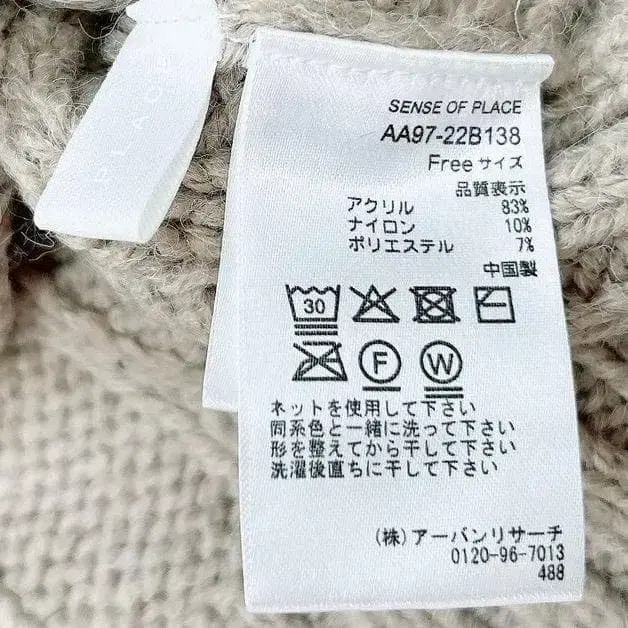 SENSE OF PLACE
AA97-22B138
Free サイズ
品質表示
アクリル 83%
ナイロン 10%
ポリエステル 7%
中国製
30
F W
ネットを使用して下さい
同系色と一緒に洗って下さい
形を整えてから干して下さい
洗濯後直ちに干して下さい
(株) アーバンリサーチ
0120-96-7013
488